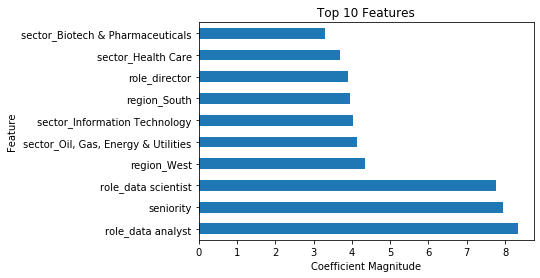 Top 10 Features
sector_Biotech & Pharmaceuticals
sector_Health Care
role_director
region_South
sector_Information Technology
sector_Oil, Gas, Energy & Utilities
region_West
role_data scientist
seniority
role_data analyst
Feature
0 1 2 3 4 5 6 7 8
Coefficient Magnitude